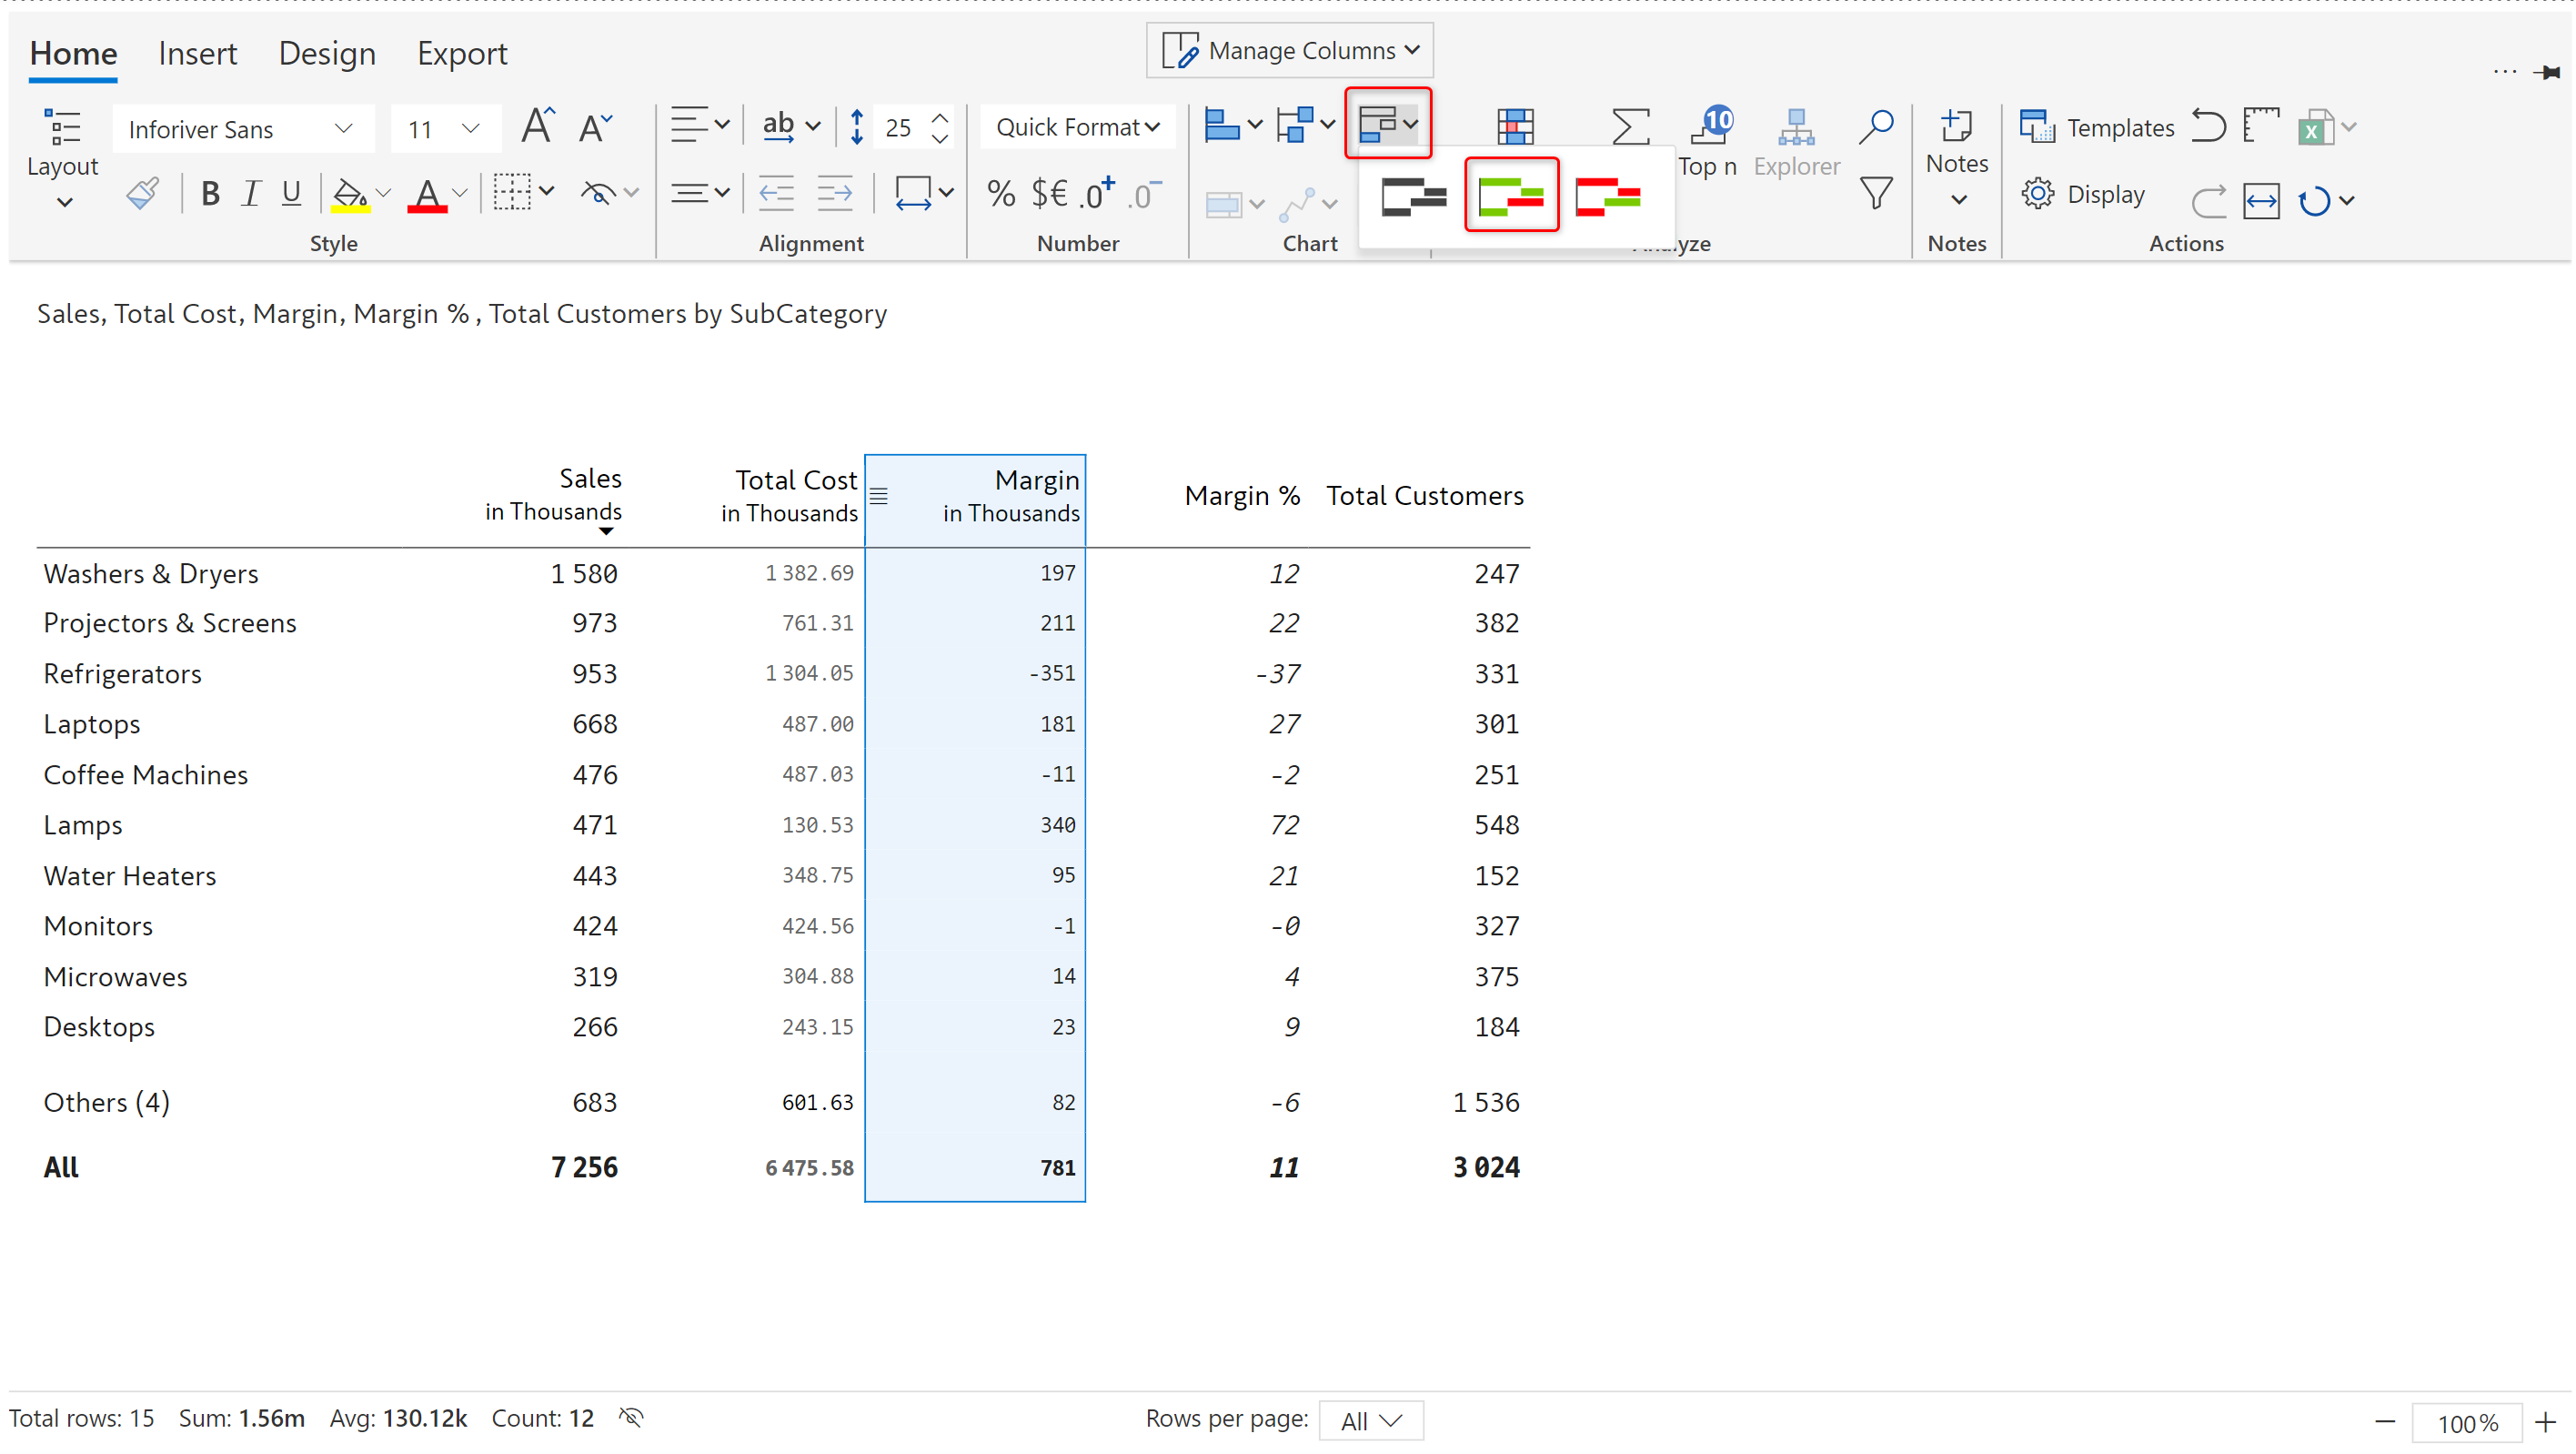 Home Insert Design Export Manage Columns ...
Layout Inforiver Sans 11 A A ab 25 Quick Format 10 Top n Explorer Notes Templates X
B I U A % $€ .0+ .0- Display
Style Alignment Number Chart Analyze Notes Actions
Sales, Total Cost, Margin, Margin % , Total Customers by SubCategory
Sales in Thousands Total Cost in Thousands Margin in Thousands Margin % Total Customers
Washers & Dryers 1 580 1 382.69 197 12 247
Projectors & Screens 973 761.31 211 22 382
Refrigerators 953 1 304.05 -351 -37 331
Laptops 668 487.00 181 27 301
Coffee Machines 476 487.03 -11 -2 251
Lamps 471 130.53 340 72 548
Water Heaters 443 348.75 95 21 152
Monitors 424 424.56 -1 -0 327
Microwaves 319 304.88 14 4 375
Desktops 266 243.15 23 9 184
Others (4) 683 601.63 82 -6 1 536
All 7 256 6 475.58 781 11 3 024
Total rows: 15 Sum: 1.56m Avg: 130.12k Count: 12 Rows per page: All 100%